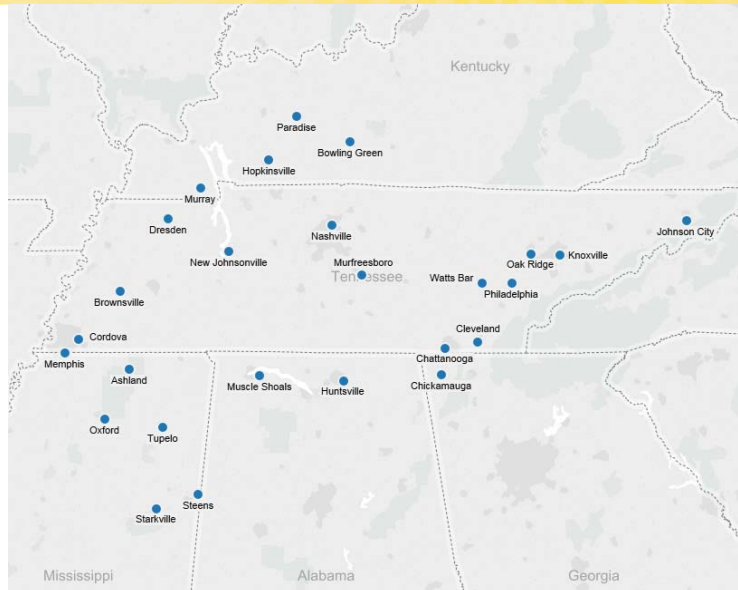 Kentucky
Paradise
Bowling Green
Hopkinsville
Murray
Dresden
Nashville
Johnson City
New Johnsonville
Murfreesboro
Tennessee
Oak Ridge
Knoxville
Watts Bar
Philadelphia
Brownsville
Cordova
Cleveland
Memphis
Chattanooga
Ashland
Muscle Shoals
Huntsville
Chickamauga
Oxford
Tupelo
Steens
Starkville
Mississippi
Alabama
Georgia